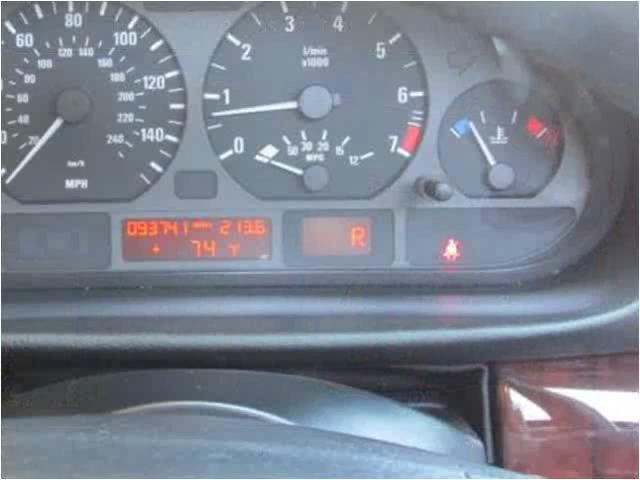 60 80 100 120 140
20 40 60 80 100 120 140 160 180 200 220 240
km/h
MPH
0 1 2 3 4 5 6 7
1/min
x1000
50 30 20 15 12
MPG
093741 miles 213.6
+ 74 °F
R